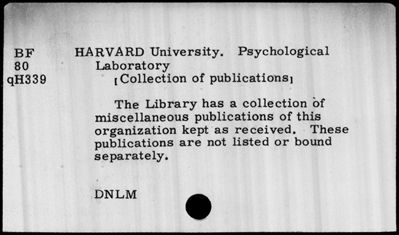 BF HARVARD University. Psychological
80 Laboratory
qH339 [Collection of publications]
The Library has a collection of
miscellaneous publications of this
organization kept as received. These
publications are not listed or bound
separately.
DNLM